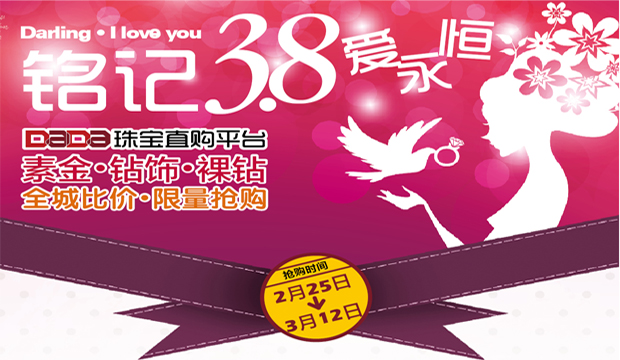 Darling·I love you
铭记3.8爱永恒
DaDa珠宝直购平台
素金·钻饰·裸钻
全城比价·限量抢购
抢购时间
2月25日
↓
3月12日